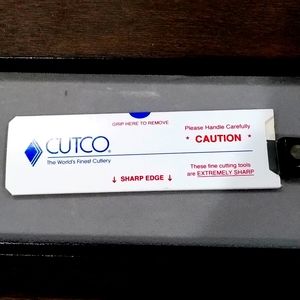 GRIP HERE TO REMOVE
Please Handle Carefully
* CAUTION *
CUTCO®
The World's Finest Cutlery
These fine cutting tools
are EXTREMELY SHARP
↓ SHARP EDGE ↓